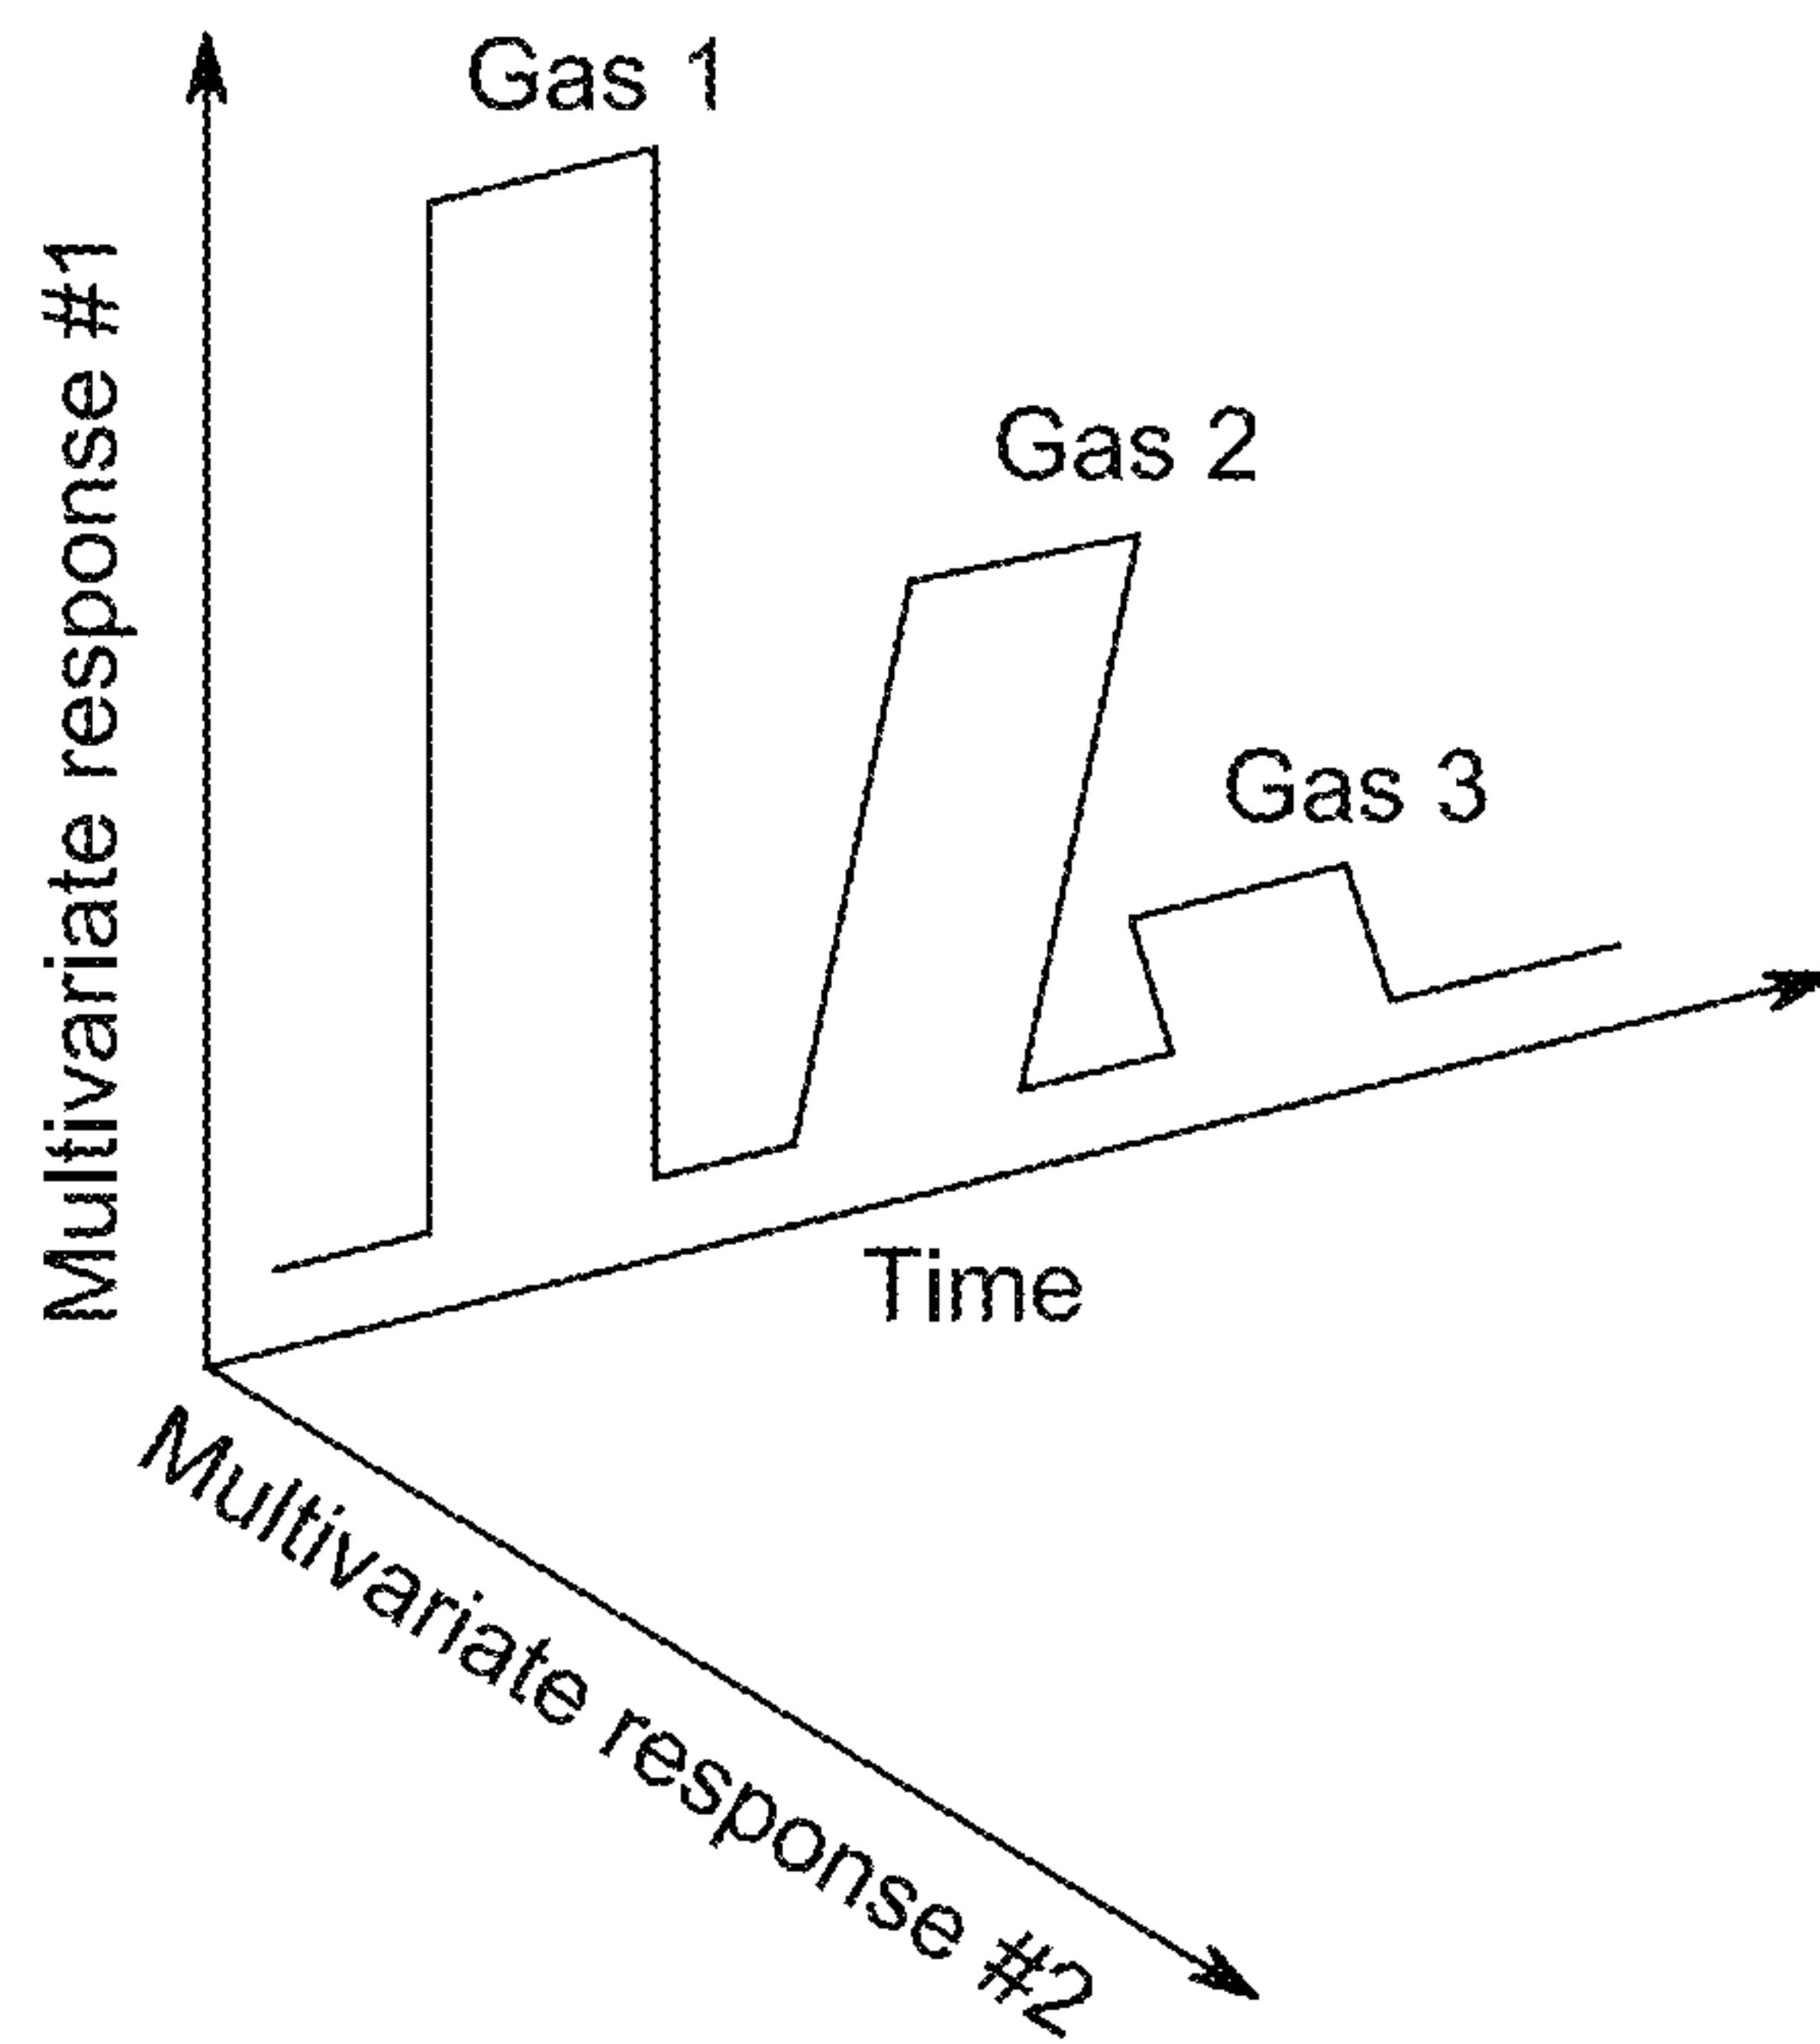 Gas 1
Multivariate response #1
Gas 2
Gas 3
Time
Multivariate response #2